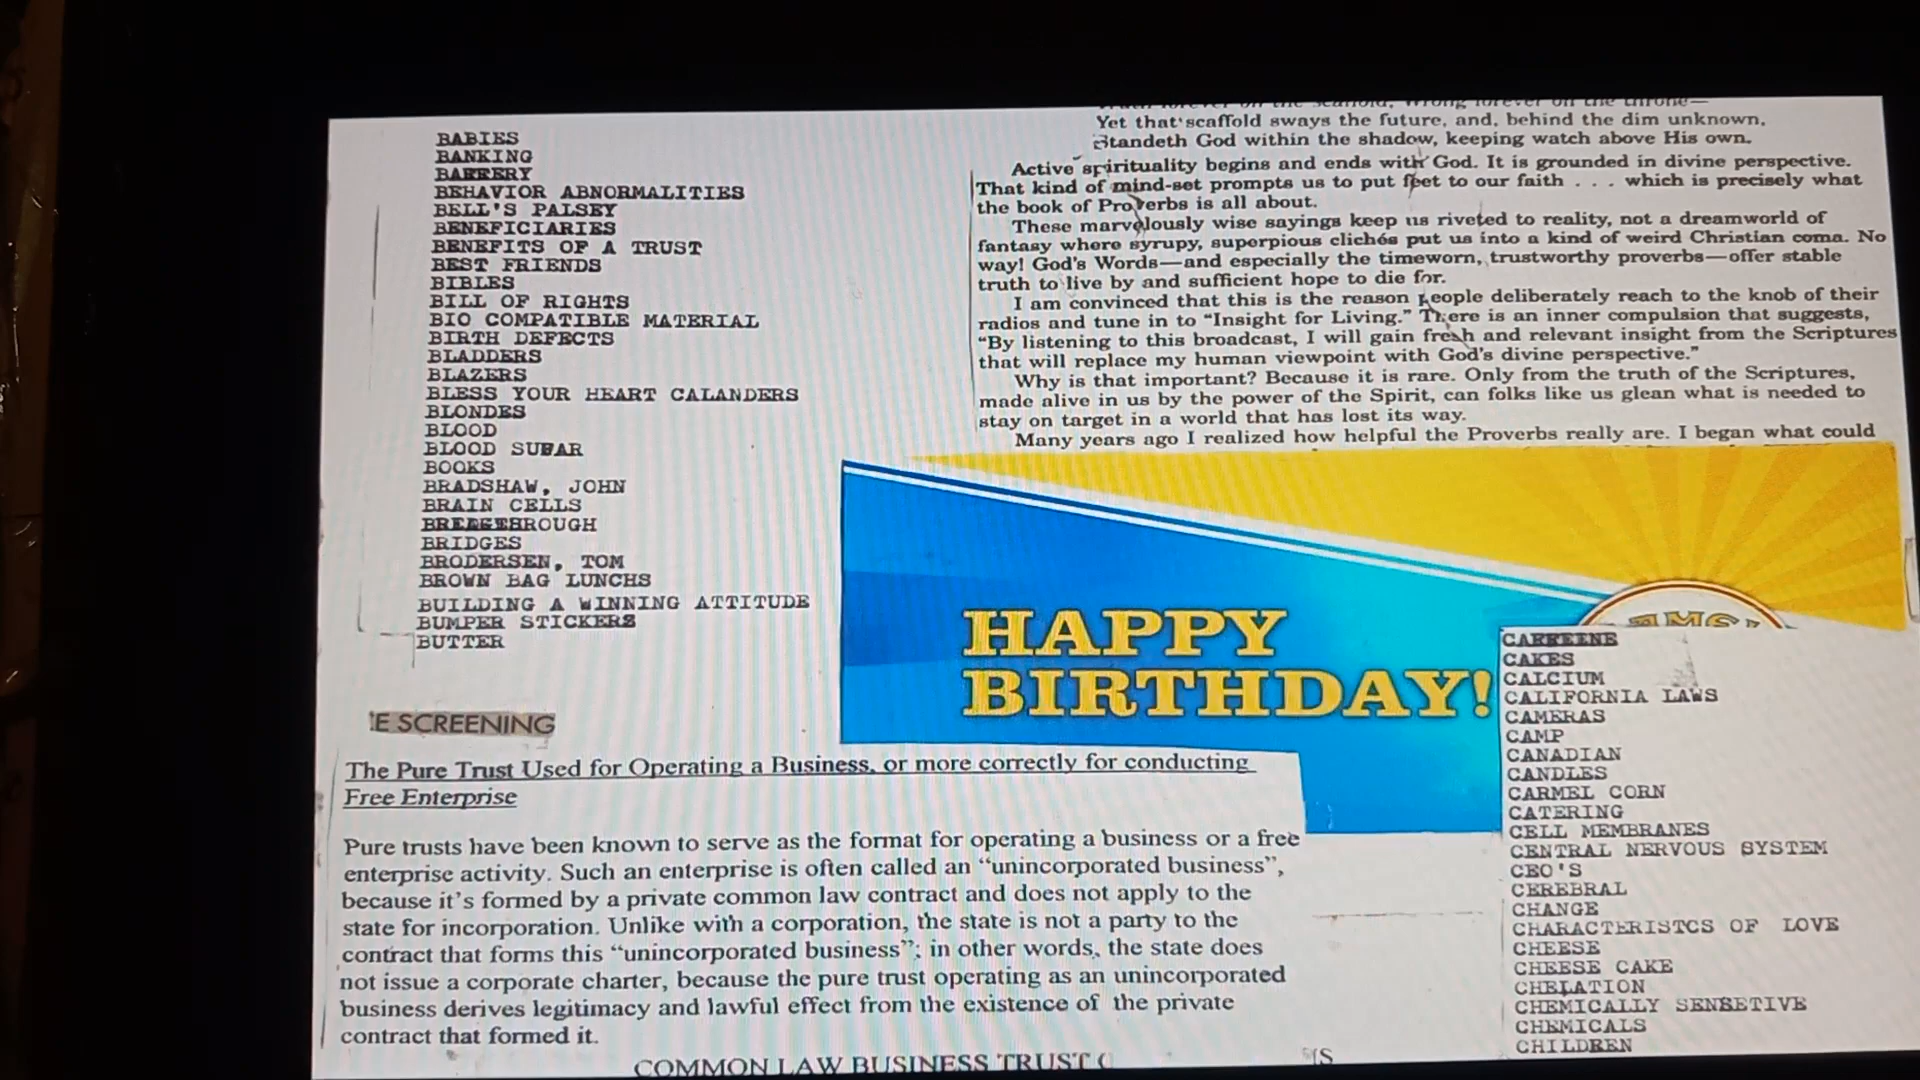 BABIES
BANKING
BEHAVIOR ABNORMALITIES
BELL'S PALSEY
BENEFICIARIES
BENEFITS OF A TRUST
BEST FRIENDS
BIBLES
BILL OF RIGHTS
BIO COMPATIBLE MATERIAL
BIRTH DEFECTS
BLADDERS
BLAZERS
BLESS YOUR HEART CALANDERS
BLONDES
BLOOD
BLOOD
BOOKS
BRADSHAW, JOHN
BRAIN CELLS
BRIDGES
BRODERSEN, TOM
BROWN BAG LUNCHS
BUILDING A WINNING ATTITUDE
BUMPER STICKERS
BUTTER
E SCREENING
The Pure Trust Used for Operating a Business, or more correctly for conducting
Free Enterprise
Pure trusts have been known to serve as the format for operating a business or a free
enterprise activity. Such an enterprise is often called an “unincorporated business”,
because it’s formed by a private common law contract and does not apply to the
state for incorporation. Unlike with a corporation, the state is not a party to the
contract that forms this “unincorporated business”; in other words, the state does
not issue a corporate charter, because the pure trust operating as an unincorporated
business derives legitimacy and lawful effect from the existence of the private
contract that formed it.
COMMON LAW BUSINESS TRUST
forever on the scaffold, Wrong forever on the throne—
Yet that scaffold sways the future, and, behind the dim unknown,
Standeth God within the shadow, keeping watch above His own.
Active spirituality begins and ends with God. It is grounded in divine perspective.
That kind of mind-set prompts us to put feet to our faith . . . which is precisely what
the book of Proverbs is all about.
These marvelously wise sayings keep us riveted to reality, not a dreamworld of
fantasy where syrupy, superpious clichés put us into a kind of weird Christian coma. No
way! God's Words—and especially the timeworn, trustworthy proverbs—offer stable
truth to live by and sufficient hope to die for.
I am convinced that this is the reason people deliberately reach to the knob of their
radios and tune in to “Insight for Living.” There is an inner compulsion that suggests,
“By listening to this broadcast, I will gain fresh and relevant insight from the Scriptures
that will replace my human viewpoint with God's divine perspective.”
Why is that important? Because it is rare. Only from the truth of the Scriptures,
made alive in us by the power of the Spirit, can folks like us glean what is needed to
stay on target in a world that has lost its way.
Many years ago I realized how helpful the Proverbs really are. I began what could
HAPPY
BIRTHDAY!
CAKES
CALCIUM
CALIFORNIA LAWS
CAMERAS
CAMP
CANADIAN
CANDLES
CARMEL CORN
CATERING
CELL MEMBRANES
CENTRAL NERVOUS SYSTEM
CEO'S
CEREBRAL
CHANGE
CHARACTERISTCS OF LOVE
CHEESE
CHEESE CAKE
CHELATION
CHEMICALLY SENSETIVE
CHEMICALS
CHILDREN